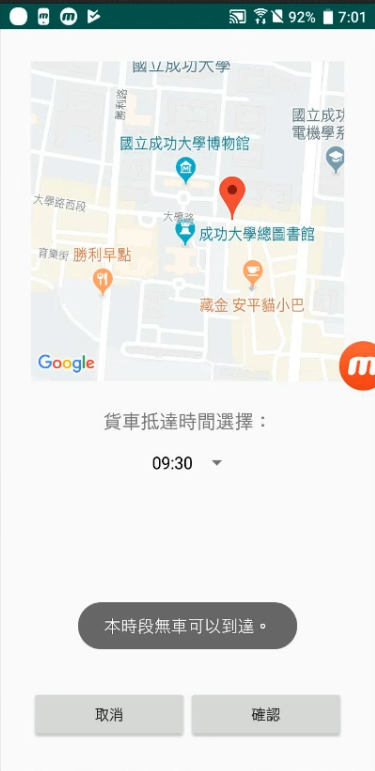 92% 7:01
國立成功大學
勝利路
國立成功
電機學系
國立成功大學博物館
大學路西段
大學路
成功大學總圖書館
育樂街
勝利早點
藏金 安平貓小巴
Google
貨車抵達時間選擇：
09:30
本時段無車可以到達。
取消
確認